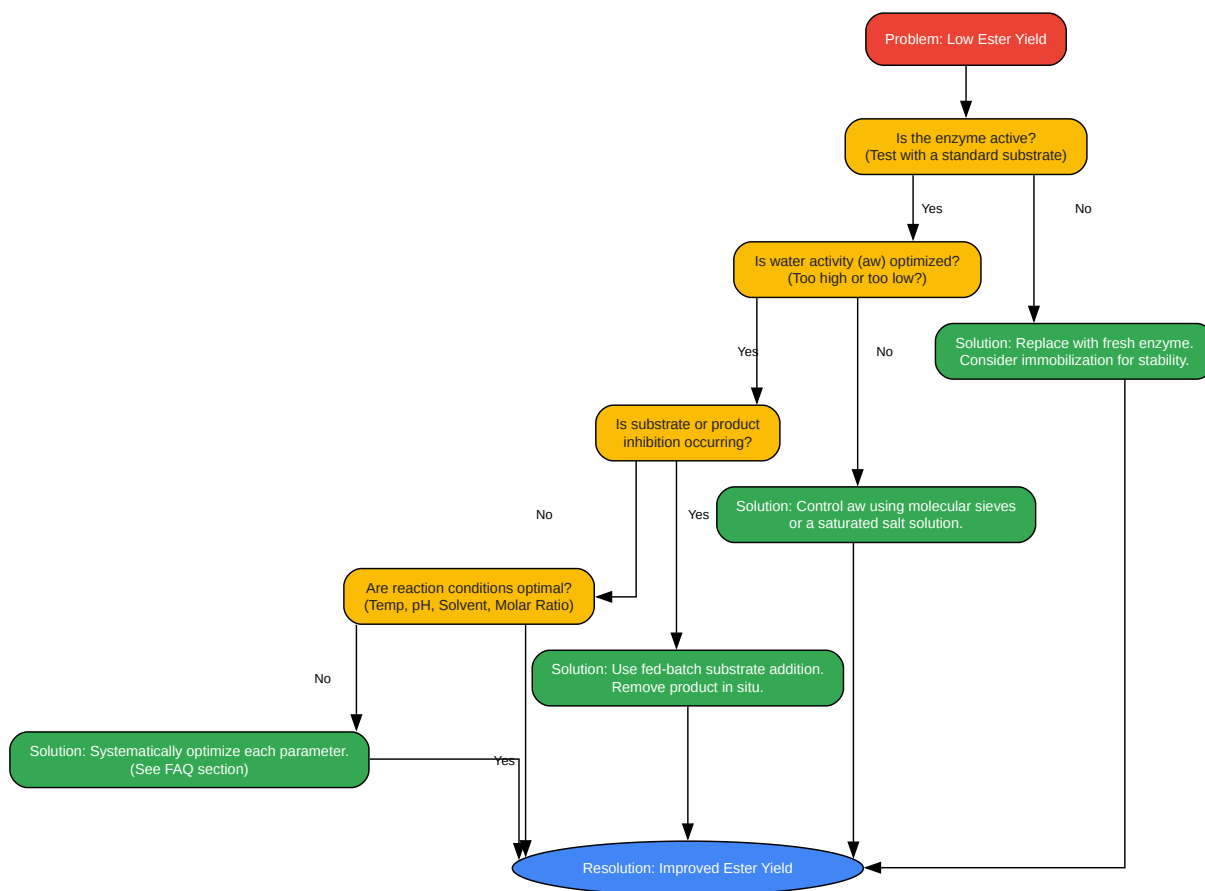 Problem: Low Ester Yield
Is the enzyme active?
(Test with a standard substrate)
Yes
No
Is water activity (aw) optimized?
(Too high or too low?)
Solution: Replace with fresh enzyme.
Consider immobilization for stability.
Yes
No
Is substrate or product
inhibition occurring?
Solution: Control aw using molecular sieves
or a saturated salt solution.
No
Yes
Are reaction conditions optimal?
(Temp, pH, Solvent, Molar Ratio)
Solution: Use fed-batch substrate addition.
Remove product in situ.
No
Solution: Systematically optimize each parameter.
(See FAQ section)
Yes
Resolution: Improved Ester Yield